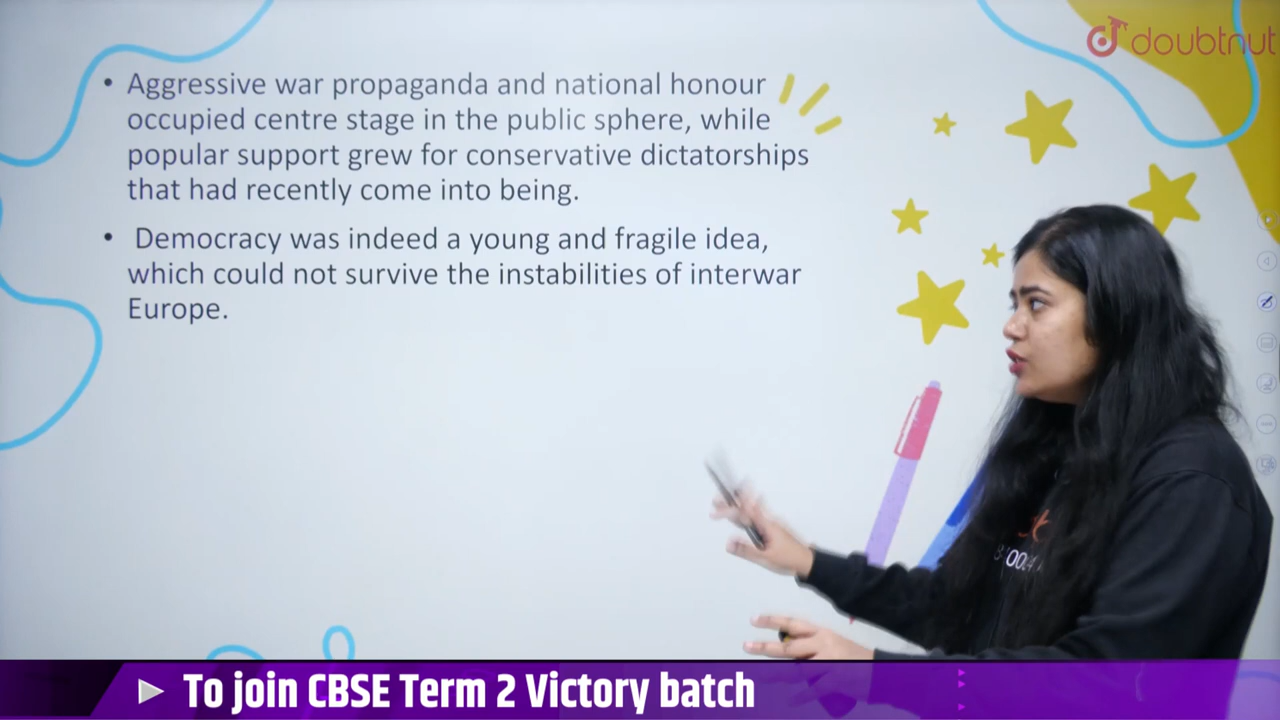 doubtnut
• Aggressive war propaganda and national honour
occupied centre stage in the public sphere, while
popular support grew for conservative dictatorships
that had recently come into being.
• Democracy was indeed a young and fragile idea,
which could not survive the instabilities of interwar
Europe.
To join CBSE Term 2 Victory batch